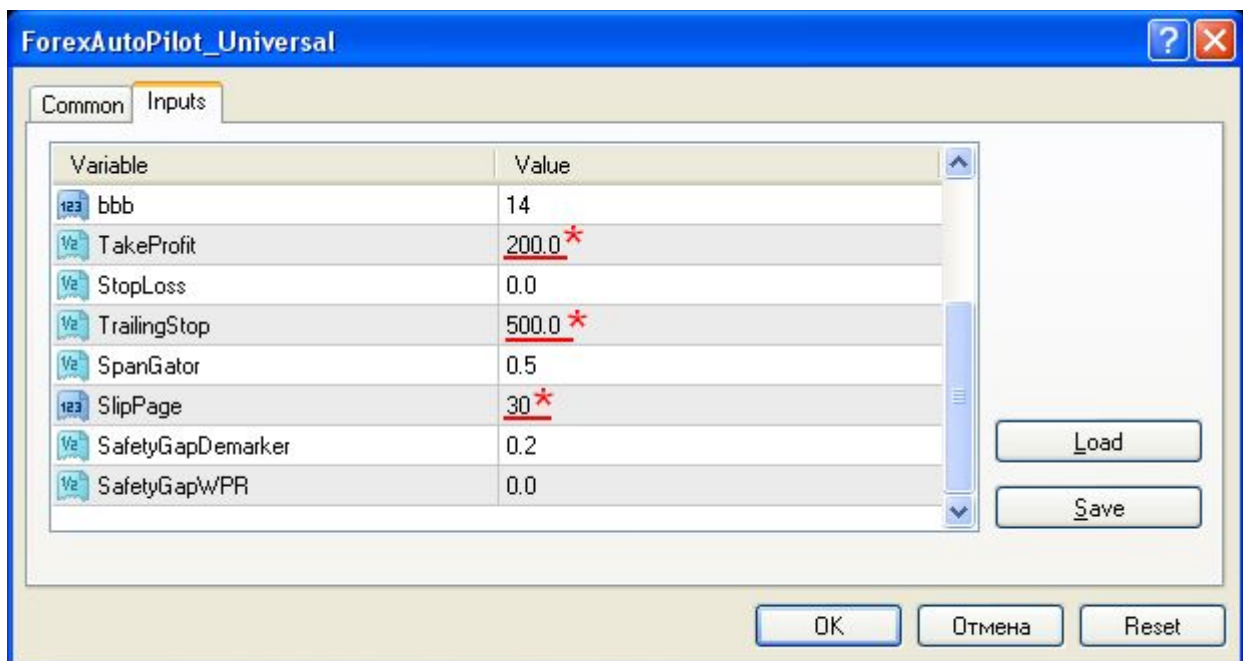 ForexAutoPilot_Universal
Common Inputs
Variable Value
bbb 14
TakeProfit 200.0*
StopLoss 0.0
TrailingStop 500.0 *
SpanGator 0.5
SlipPage 30*
SafetyGapDemarker 0.2
SafetyGapWPR 0.0
Load
Save
OK Отмена Reset